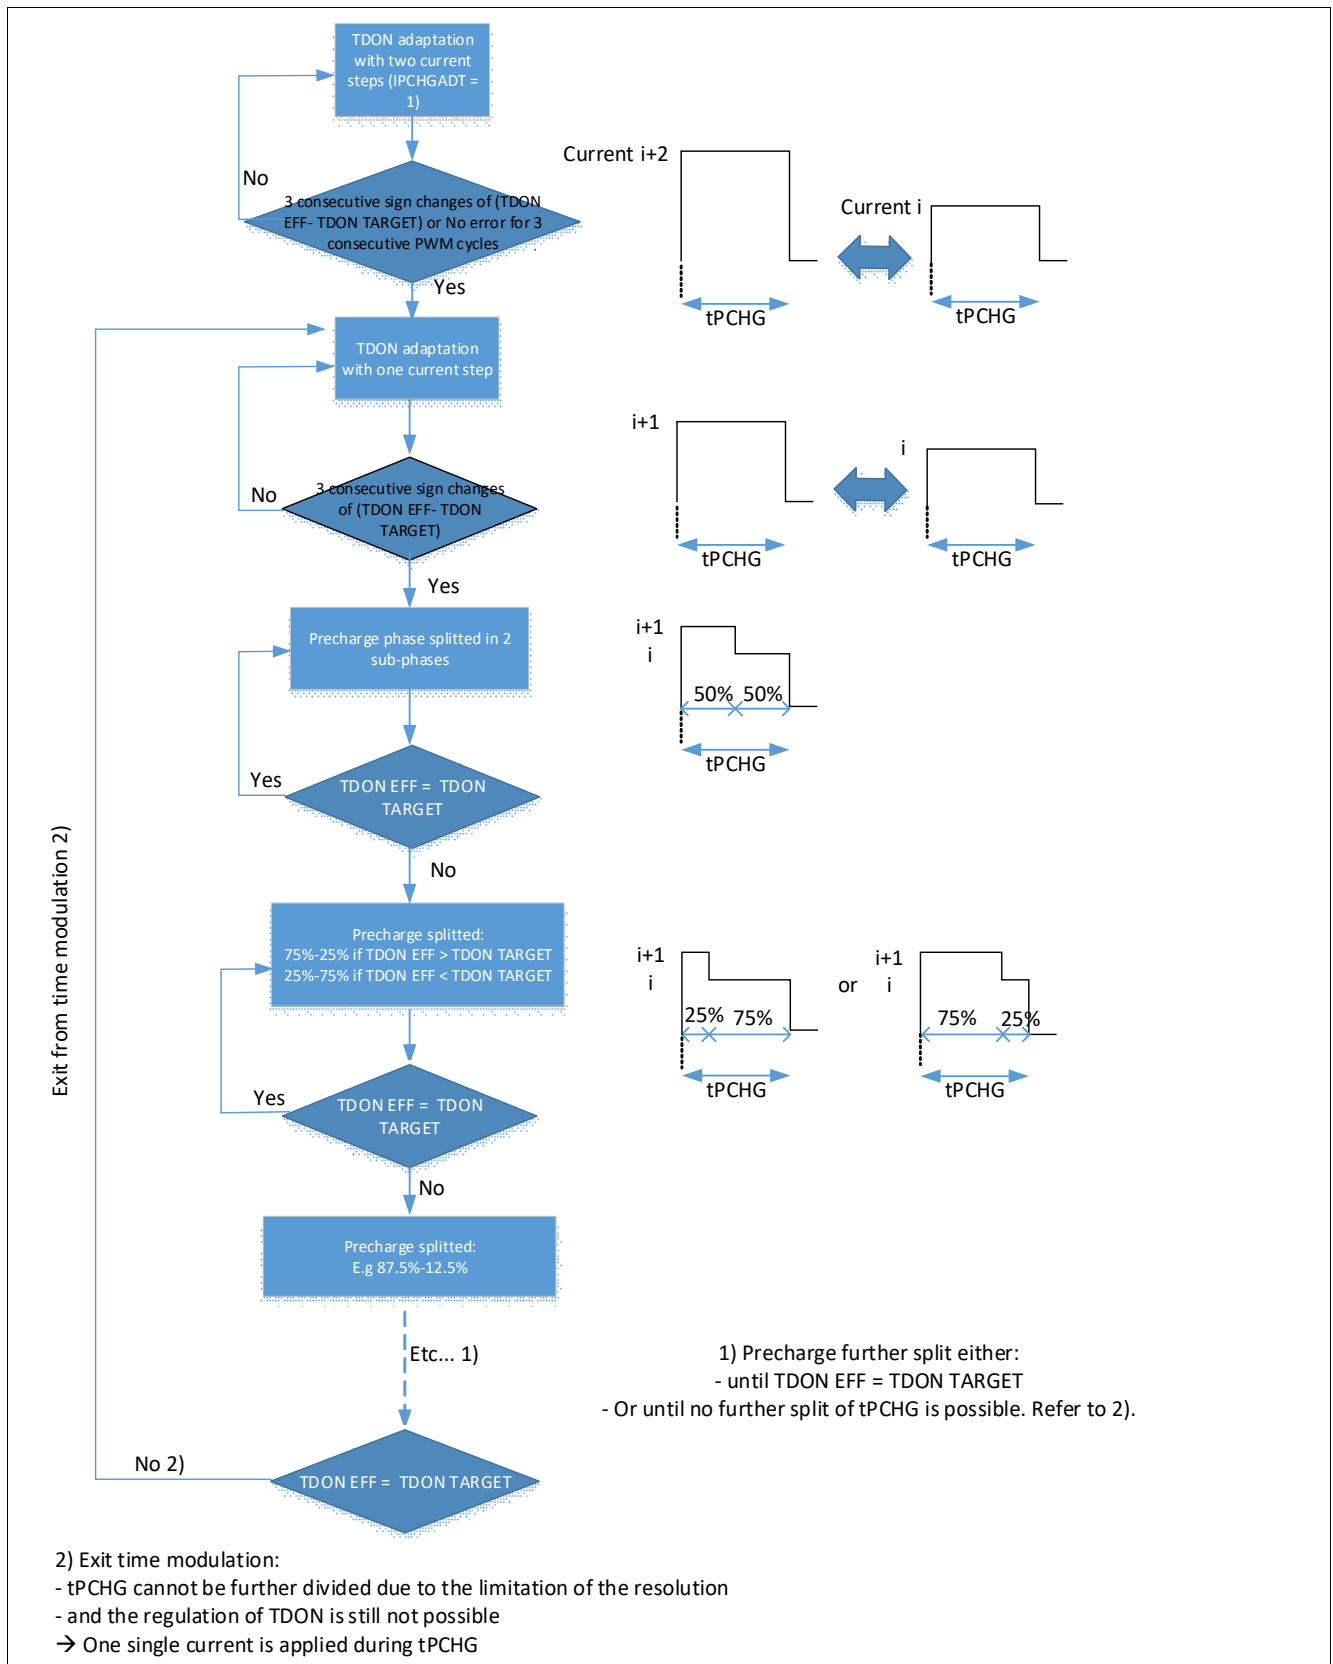 TDON adaptation
with two current
steps (IPCHGADT =
1)
No
3 consecutive sign changes of (TDON
EFF- TDON TARGET) or No error for 3
consecutive PWM cycles
Yes
Current i+2
Current i
tPCHG
tPCHG
TDON adaptation
with one current step
No
3 consecutive sign changes
of (TDON EFF- TDON
TARGET)
Yes
i+1
i
tPCHG
tPCHG
Precharge phase splitted in 2
sub-phases
i+1
i
50% 50%
tPCHG
Yes
TDON EFF = TDON
TARGET
No
Precharge splitted:
75%-25% if TDON EFF > TDON TARGET
25%-75% if TDON EFF < TDON TARGET
i+1
i
25% 75%
tPCHG
or
i+1
i
75% 25%
tPCHG
Yes
TDON EFF = TDON
TARGET
No
Precharge splitted:
E.g 87.5%-12.5%
Etc... 1)
1) Precharge further split either:
- until TDON EFF = TDON TARGET
- Or until no further split of tPCHG is possible. Refer to 2).
Exit from time modulation 2)
No 2)
TDON EFF = TDON TARGET
2) Exit time modulation:
- tPCHG cannot be further divided due to the limitation of the resolution
- and the regulation of TDON is still not possible
→ One single current is applied during tPCHG